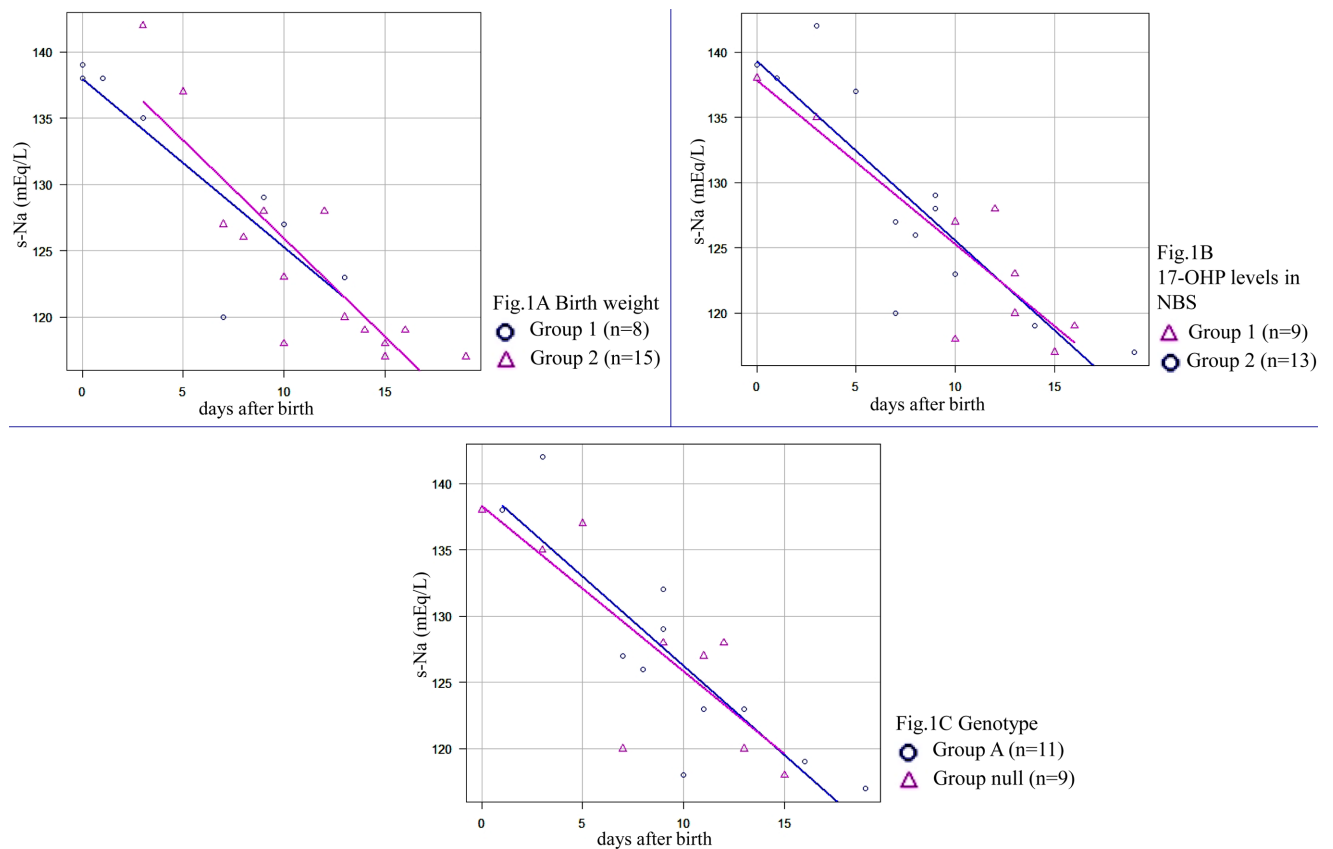 140
135
130
125
120
s-Na (mEq/L)
0 5 10 15
days after birth
Fig.1A Birth weight
Group 1 (n=8)
Group 2 (n=15)
140
135
130
125
120
s-Na (mEq/L)
0 5 10 15
days after birth
Fig.1B
17-OHP levels in
NBS
Group 1 (n=9)
Group 2 (n=13)
140
135
130
125
120
s-Na (mEq/L)
0 5 10 15
days after birth
Fig.1C Genotype
Group A (n=11)
Group null (n=9)